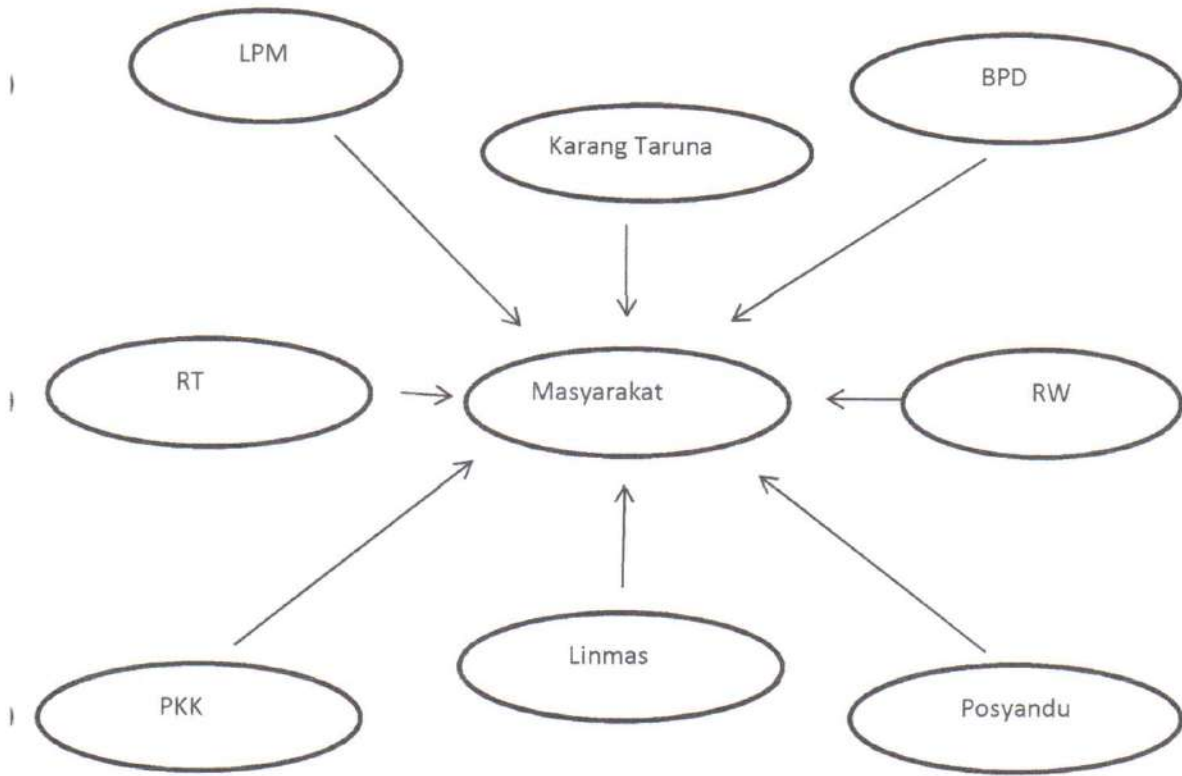 LPM
BPD
Karang Taruna
RT
Masyarakat
RW
PKK
Linmas
Posyandu